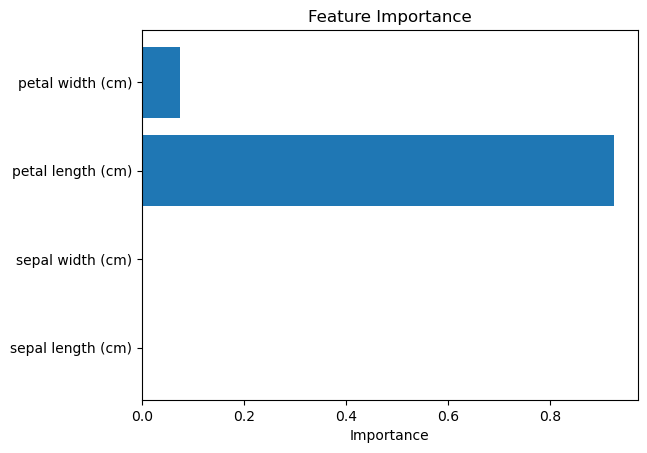 Feature Importance
petal width (cm)
petal length (cm)
sepal width (cm)
sepal length (cm)
0.0 0.2 0.4 0.6 0.8
Importance